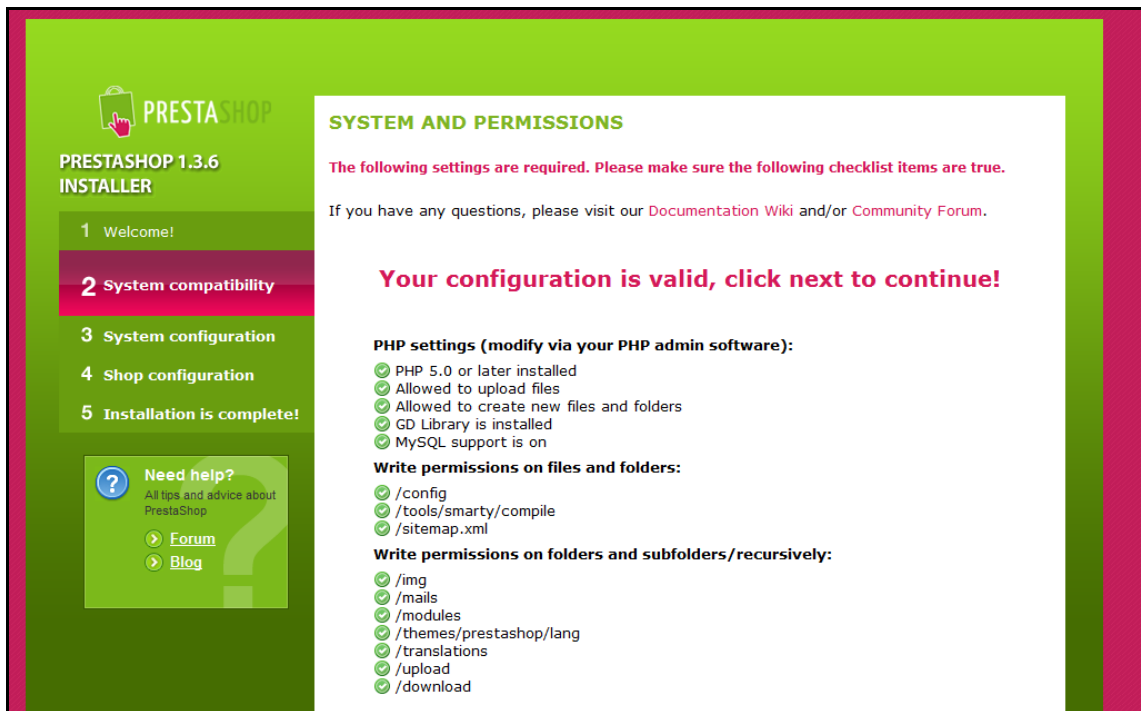 PRESTASHOP
PRESTASHOP 1.3.6
INSTALLER
1 Welcome!
2 System compatibility
3 System configuration
4 Shop configuration
5 Installation is complete!
?
Need help?
All tips and advice about
PrestaShop
Forum
Blog
SYSTEM AND PERMISSIONS
The following settings are required. Please make sure the following checklist items are true.
If you have any questions, please visit our Documentation Wiki and/or Community Forum.
Your configuration is valid, click next to continue!
PHP settings (modify via your PHP admin software):
PHP 5.0 or later installed
Allowed to upload files
Allowed to create new files and folders
GD Library is installed
MySQL support is on
Write permissions on files and folders:
/config
/tools/smarty/compile
/sitemap.xml
Write permissions on folders and subfolders/recursively:
/img
/mails
/modules
/themes/prestashop/lang
/translations
/upload
/download